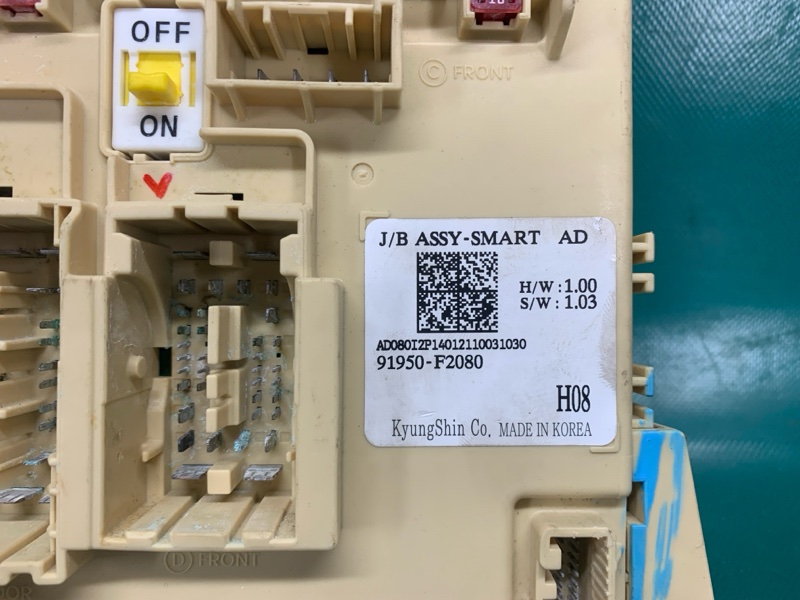 OFF
ON
10
Ⓒ FRONT
J/B ASSY-SMART AD
H/W : 1.00
S/W : 1.03
AD080I2P14012110031030
91950-F2080
H08
KyungShin Co. MADE IN KOREA
Ⓓ FRONT